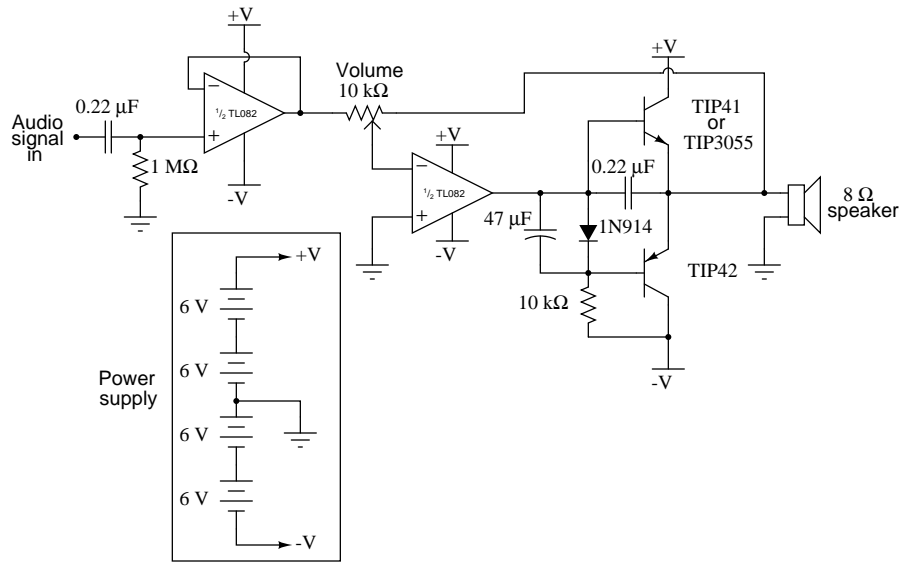 +V
Volume
10 kΩ
+V
0.22 µF
½ TL082
TIP41
or
TIP3055
Audio
signal
in
1 MΩ
+V
-V
½ TL082
0.22 µF
8 Ω
speaker
47 µF
1N914
-V
TIP42
10 kΩ
-V
+V
6 V
6 V
Power
supply
6 V
6 V
-V